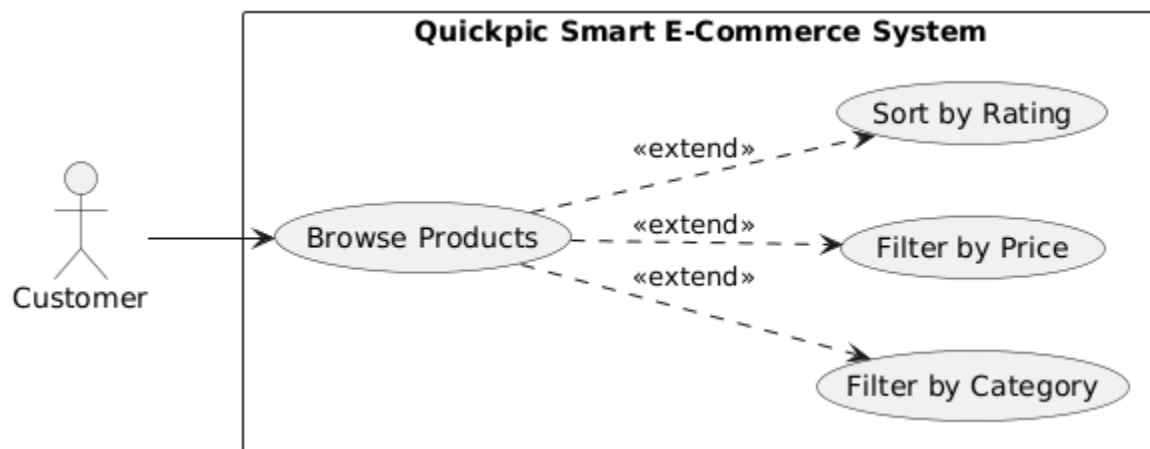 Quickpic Smart E-Commerce System
Sort by Rating
«extend»
«extend»
Browse Products
Filter by Price
«extend»
Customer
Filter by Category